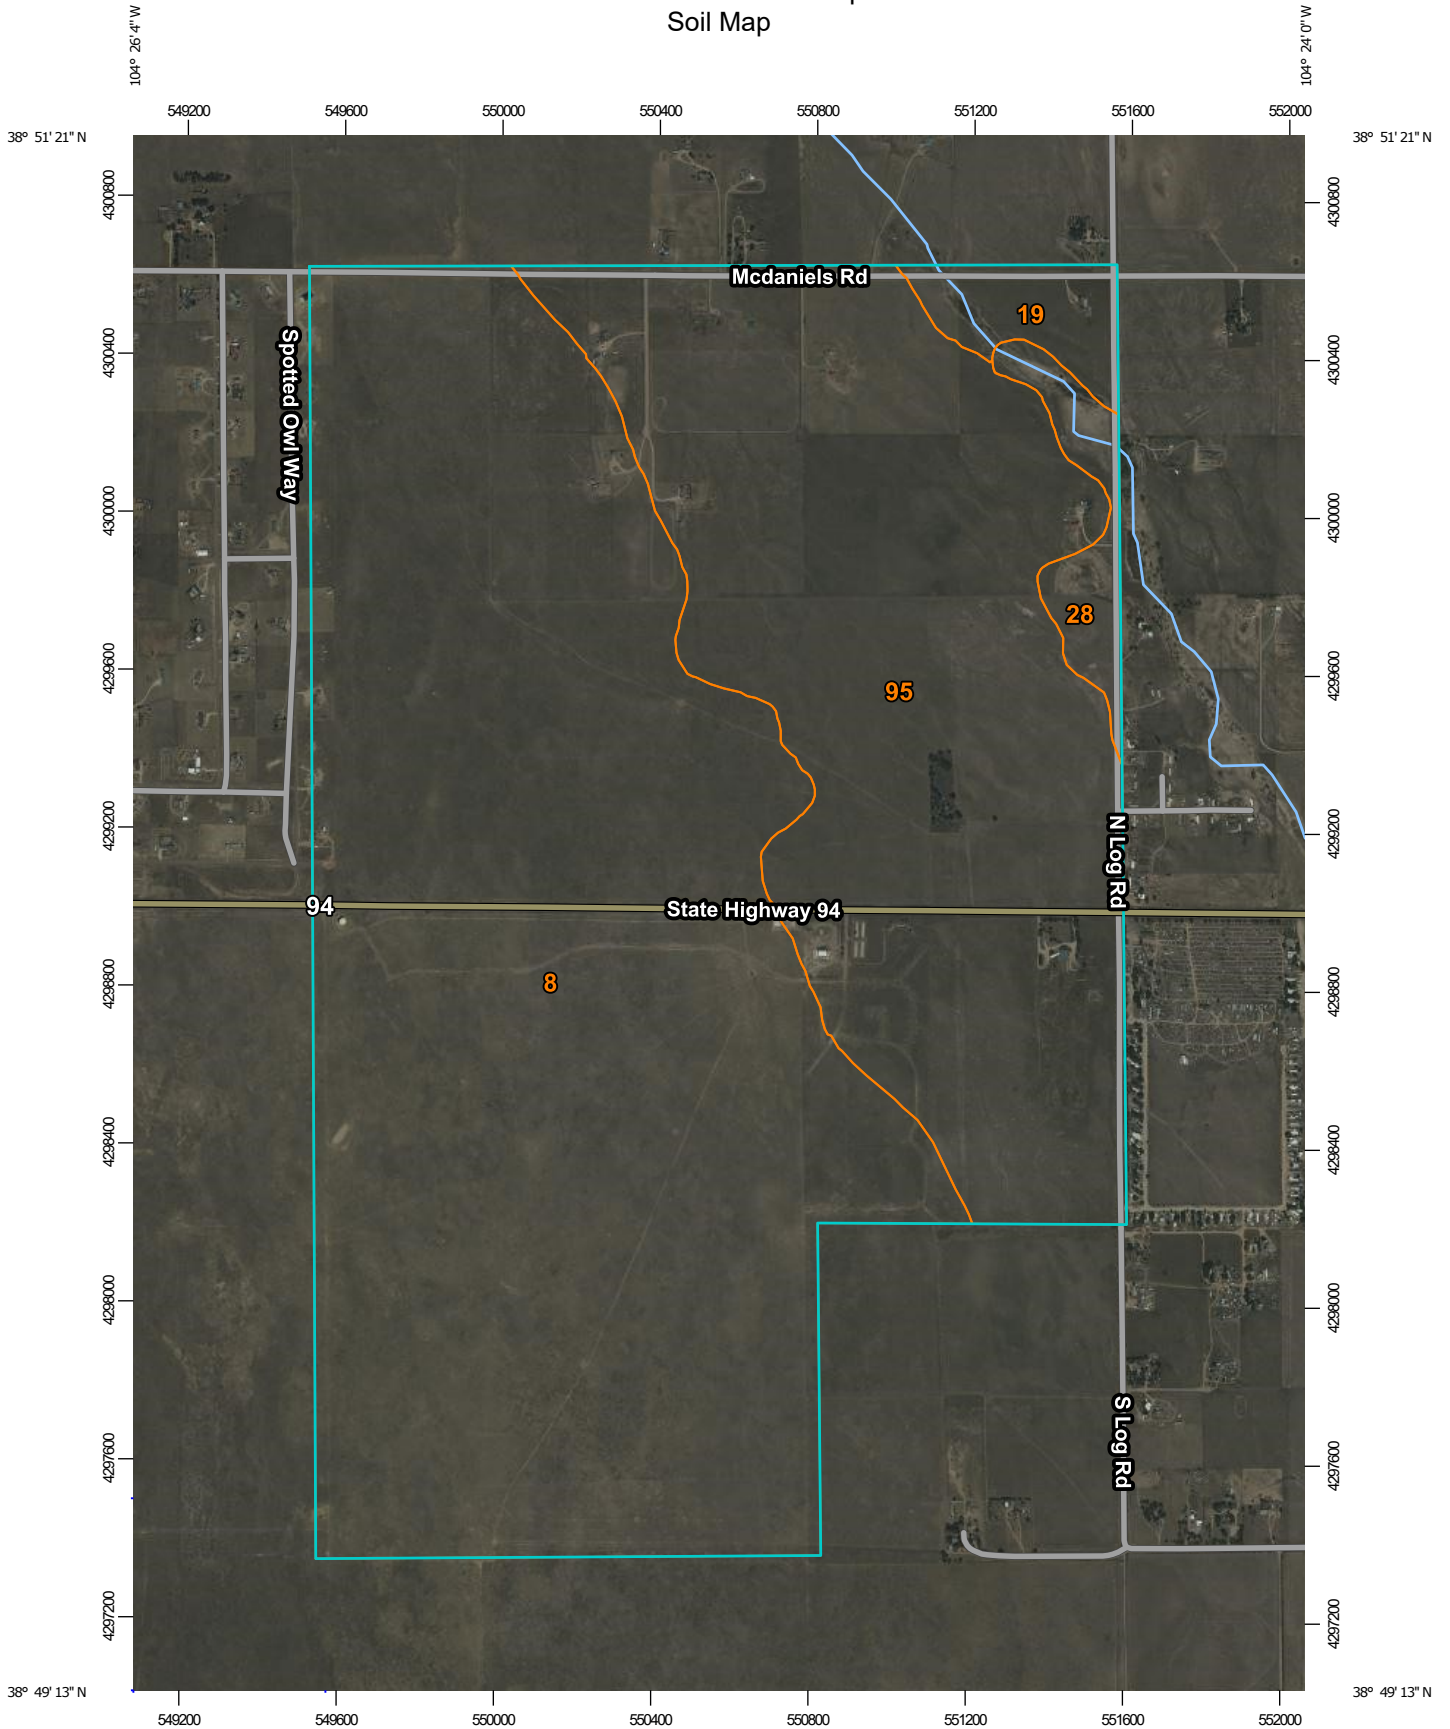 Soil Map
104° 26' 4" W
104° 24' 0" W
549200 549600 550000 550400 550800 551200 551600 552000
38° 51' 21" N
38° 51' 21" N
4300800
4300800
Mcdaniels Rd
19
4300400
4300400
Spotted Owl Way
4300000
4300000
28
4299600
4299600
95
4299200
4299200
N Log Rd
94
State Highway 94
4298800
4298800
8
4298400
4298400
4298000
4298000
S Log Rd
4297600
4297600
4297200
4297200
38° 49' 13" N
38° 49' 13" N
549200 549600 550000 550400 550800 551200 551600 552000